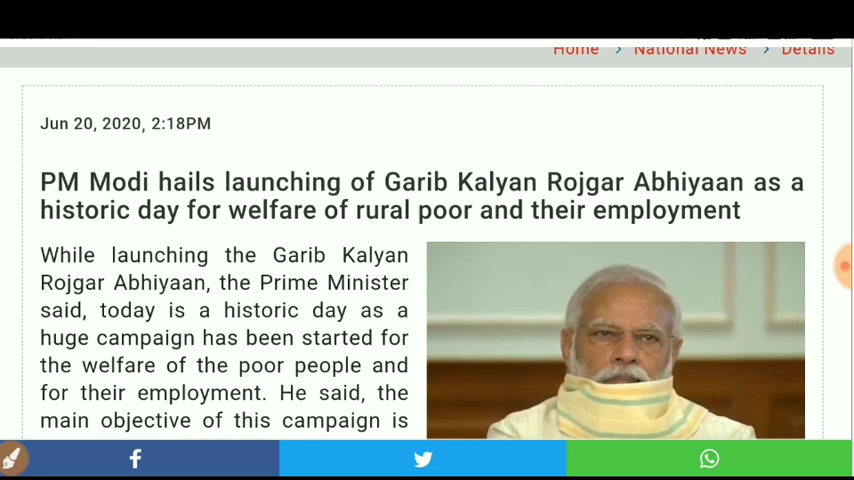 Home > National News > Details
Jun 20, 2020, 2:18PM
PM Modi hails launching of Garib Kalyan Rojgar Abhiyaan as a
historic day for welfare of rural poor and their employment
While launching the Garib Kalyan
Rojgar Abhiyaan, the Prime Minister
said, today is a historic day as a
huge campaign has been started for
the welfare of the poor people and
for their employment. He said, the
main objective of this campaign is